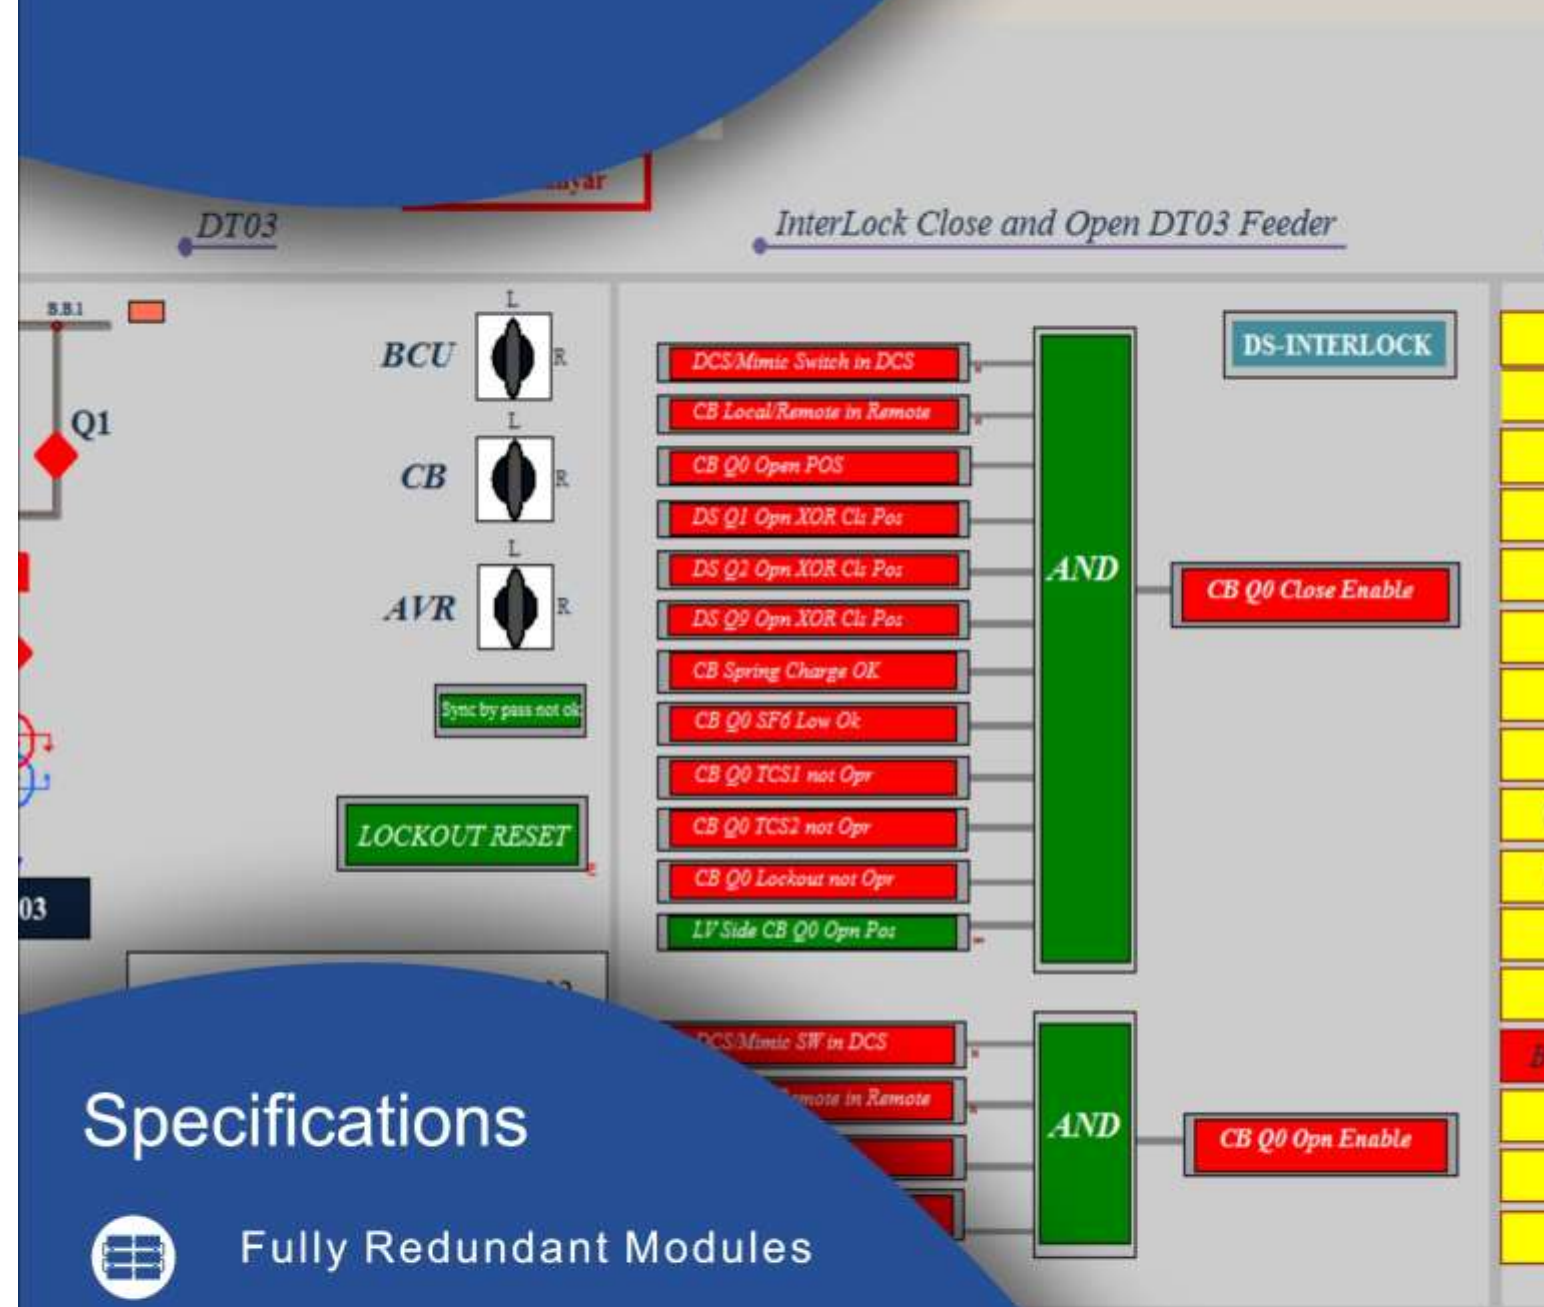 DT03
InterLock Close and Open DT03 Feeder
B.B.1
Q1
BCU
L
R
CB
L
R
AVR
L
R
Sync by pass not ok
LOCKOUT RESET
03
DCS/Mimic Switch in DCS
CB Local/Remote in Remote
CB Q0 Open POS
DS Q1 Opn XOR Cls Pos
DS Q2 Opn XOR Cls Pos
DS Q9 Opn XOR Cls Pos
CB Spring Charge OK
CB Q0 SF6 Low Ok
CB Q0 TCS1 not Opr
CB Q0 TCS2 not Opr
CB Q0 Lockout not Opr
LV Side CB Q0 Opn Pos
AND
DS-INTERLOCK
CB Q0 Close Enable
DCS/Mimic SW in DCS
in Remote
AND
CB Q0 Opn Enable
Specifications
Fully Redundant Modules